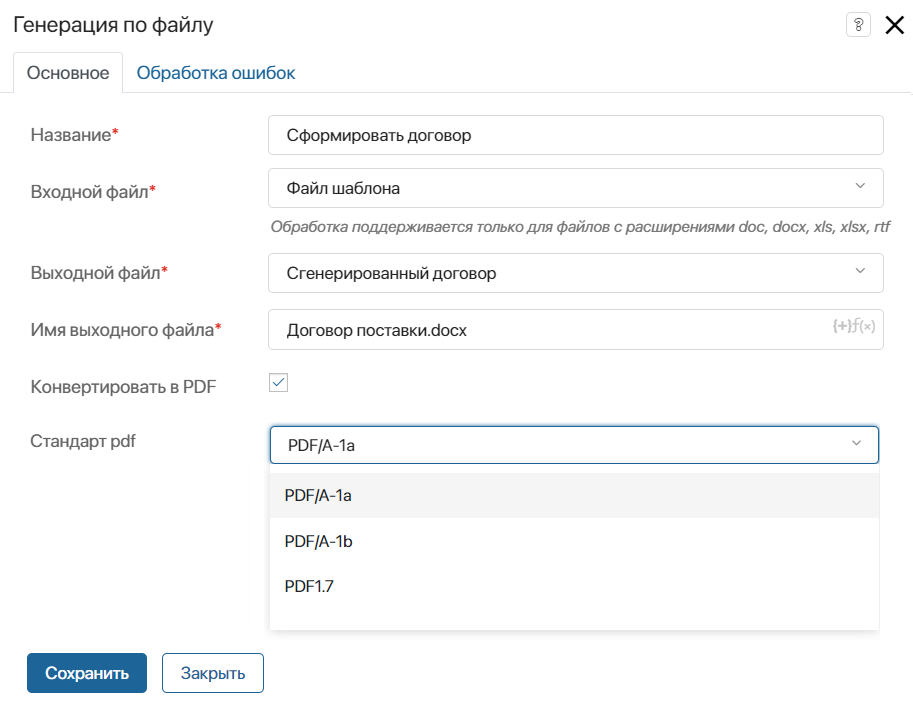 Генерация по файлу
?
Основное
Обработка ошибок
Название*
Сформировать договор
Входной файл*
Файл шаблона
Обработка поддерживается только для файлов с расширениями doc, docx, xls, xlsx, rtf
Выходной файл*
Сгенерированный договор
Имя выходного файла*
Договор поставки.docx
{+}ƒ(×)
Конвертировать в PDF
Стандарт pdf
PDF/A-1a
PDF/A-1a
PDF/A-1b
PDF1.7
Сохранить
Закрыть